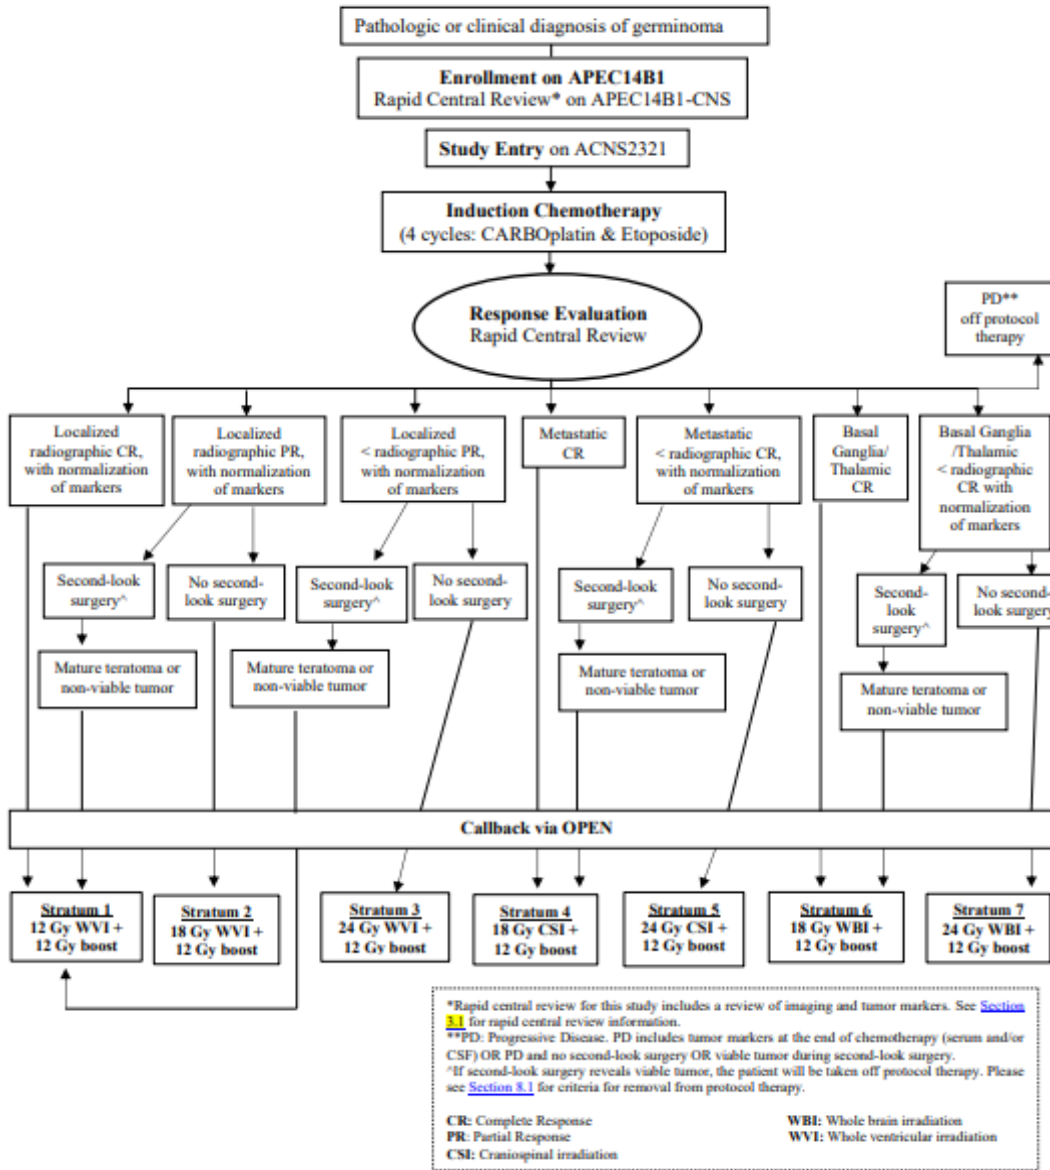 Pathologic or clinical diagnosis of germinoma
Enrollment on APEC14B1
Rapid Central Review* on APEC14B1-CNS
Study Entry on ACNS2321
Induction Chemotherapy
(4 cycles: CARBOplatin & Etoposide)
Response Evaluation
Rapid Central Review
PD**
off protocol
therapy
Localized
radiographic CR,
with normalization
of markers
Localized
radiographic PR,
with normalization
of markers
Localized
< radiographic PR,
with normalization
of markers
Metastatic
CR
Metastatic
< radiographic CR,
with normalization
of markers
Basal
Ganglia/
Thalamic
CR
Basal Ganglia
/Thalamic
< radiographic
CR with
normalization
of markers
Second-look
surgery^
No second-
look surgery
Second-look
surgery^
No second-
look surgery
Second-look
surgery^
No second-
look surgery
Second-
look
surgery^
No second-
look surgery
Mature teratoma or
non-viable tumor
Mature teratoma or
non-viable tumor
Mature teratoma or
non-viable tumor
Mature teratoma or
non-viable tumor
Callback via OPEN
Stratum 1
12 Gy WVI +
12 Gy boost
Stratum 2
18 Gy WVI +
12 Gy boost
Stratum 3
24 Gy WVI +
12 Gy boost
Stratum 4
18 Gy CSI +
12 Gy boost
Stratum 5
24 Gy CSI +
12 Gy boost
Stratum 6
18 Gy WBI +
12 Gy boost
Stratum 7
24 Gy WBI +
12 Gy boost
*Rapid central review for this study includes a review of imaging and tumor markers. See Section
3.1 for rapid central review information.
**PD: Progressive Disease. PD includes tumor markers at the end of chemotherapy (serum and/or
CSF) OR PD and no second-look surgery OR viable tumor during second-look surgery.
^If second-look surgery reveals viable tumor, the patient will be taken off protocol therapy. Please
see Section 8.1 for criteria for removal from protocol therapy.
CR: Complete Response
WBI: Whole brain irradiation
PR: Partial Response
WVI: Whole ventricular irradiation
CSI: Craniospinal irradiation